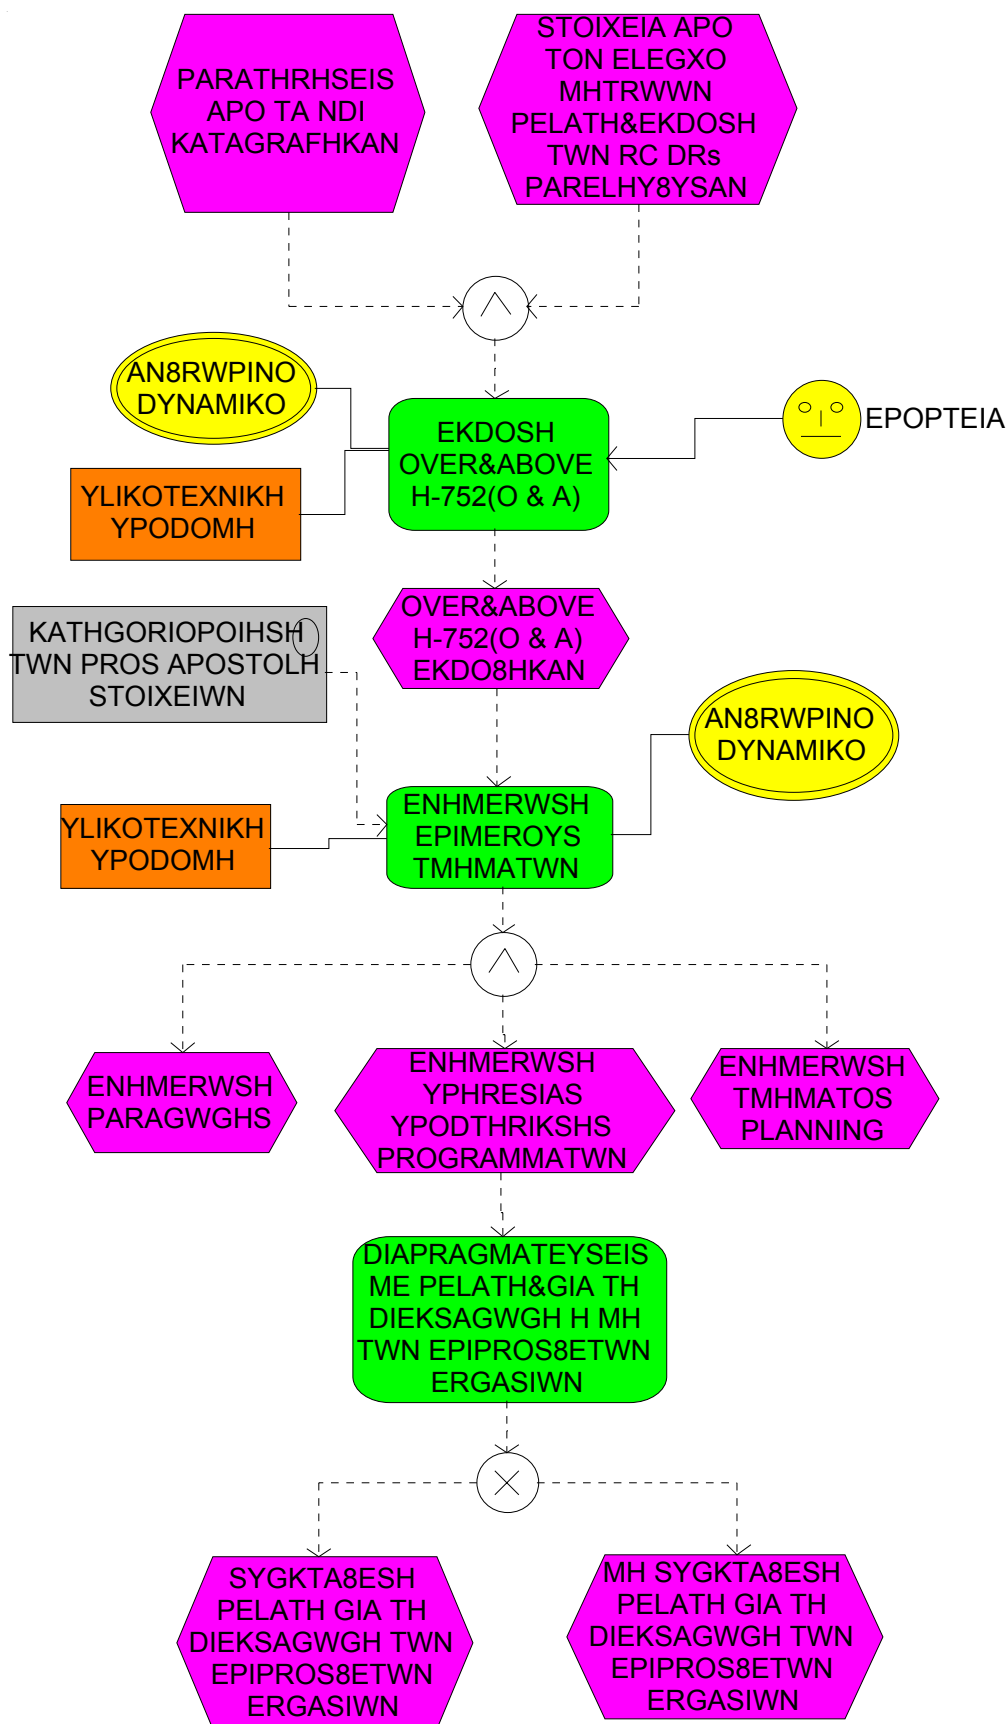 PARATHRHSEIS
APO TA NDI
KATAGRAFHKAN
STOIXEIA APO
TON ELEGXO
MHTRWWN
PELATH&EKDOSH
TWN RC DRs
PARELHY8YSAN
AN8RWPINO
DYNAMIKO
EKDOSH
OVER&ABOVE
H-752(O & A)
EPOPTEIA
YLIKOTEXNIKH
YPODOMH
OVER&ABOVE
H-752(O & A)
EKDO8HKAN
KATHGORIOPOIHSH
TWN PROS APOSTOLH
STOIXEIWN
AN8RWPINO
DYNAMIKO
ENHMERWSH
EPIMEROYS
TMHMATWN
YLIKOTEXNIKH
YPODOMH
ENHMERWSH
PARAGWGHS
ENHMERWSH
YPHRESIAS
YPODTHRIKSHS
PROGRAMMATWN
ENHMERWSH
TMHMATOS
PLANNING
DIAPRAGMATEYSEIS
ME PELATH&GIA TH
DIEKSAGWGH H MH
TWN EPIPROS8ETWN
ERGASIWN
SYGKTA8ESH
PELATH GIA TH
DIEKSAGWGH TWN
EPIPROS8ETWN
ERGASIWN
MH SYGKTA8ESH
PELATH GIA TH
DIEKSAGWGH TWN
EPIPROS8ETWN
ERGASIWN